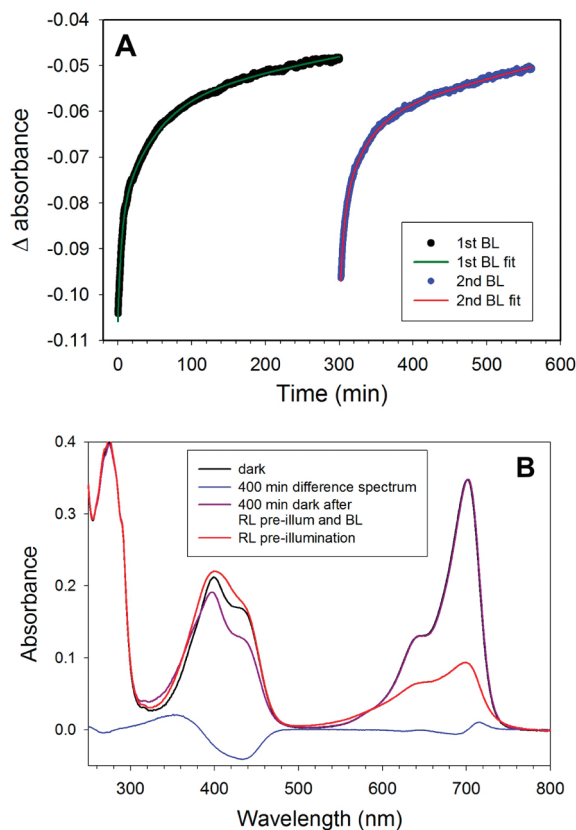 A
Δ absorbance
-0.04
-0.05
-0.06
-0.07
-0.08
-0.09
-0.10
-0.11
1st BL
1st BL fit
2nd BL
2nd BL fit
0 100 200 300 400 500 600
Time (min)
B
Absorbance
0.4
0.3
0.2
0.1
0.0
dark
400 min difference spectrum
400 min dark after
RL pre-illum and BL
RL pre-illumination
300 400 500 600 700 800
Wavelength (nm)